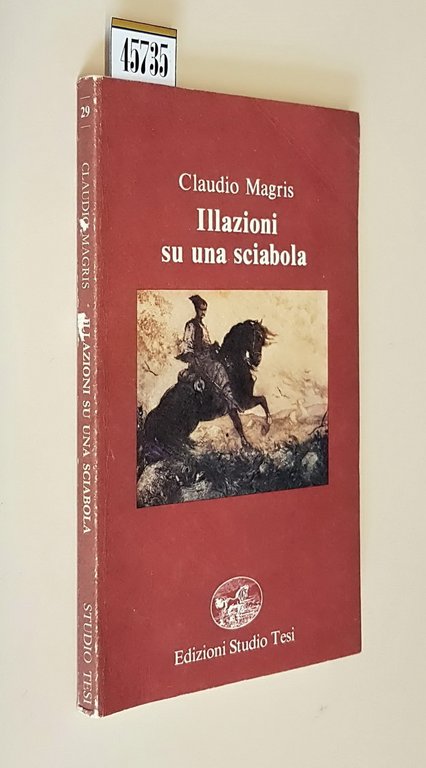 45735
Claudio Magris
Illazioni
su una sciabola
Edizioni Studio Tesi
29
CLAUDIO MAGRIS
ILLAZIONI SU UNA SCIABOLA
STUDIO TESI